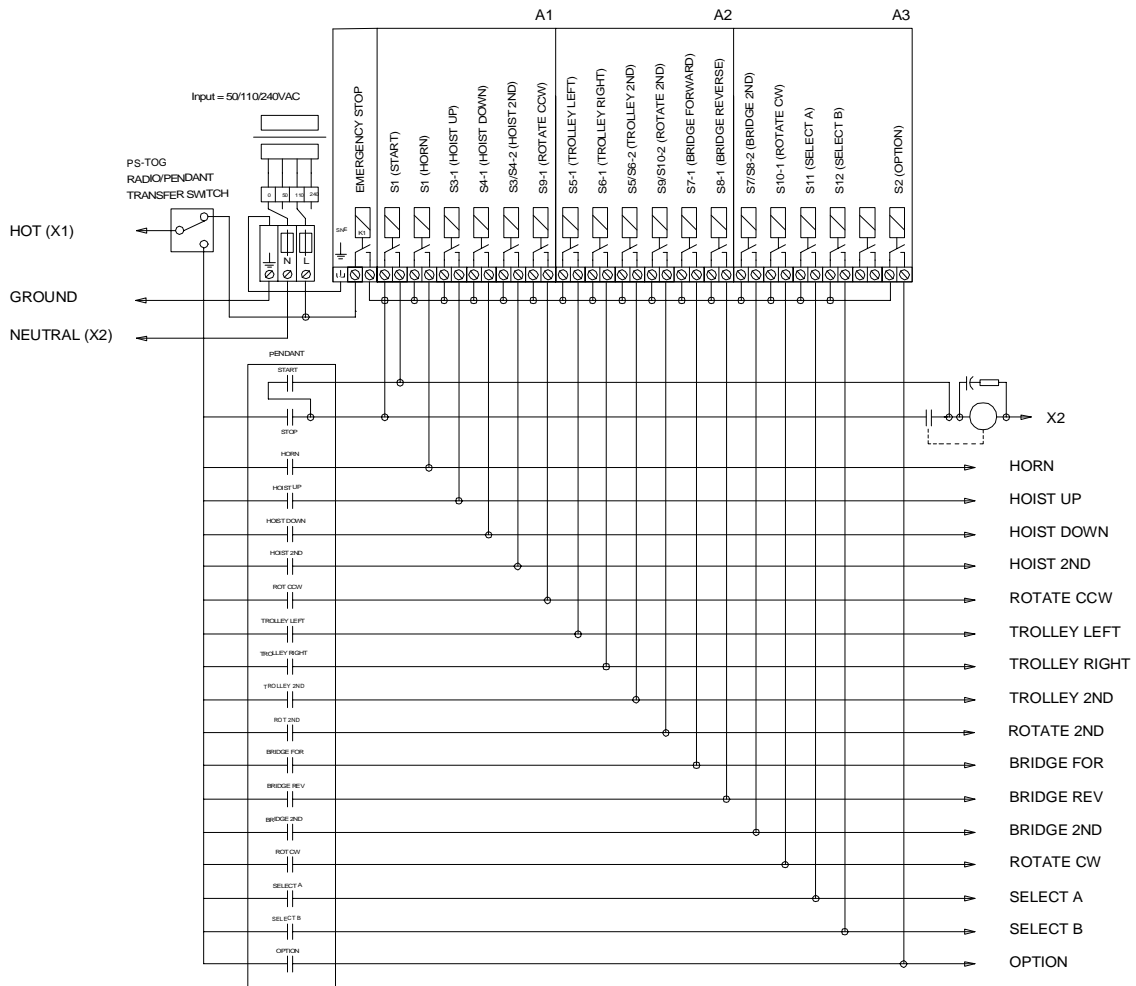 A1
A2
A3
Input = 50/110/240VAC
PS-TOG
RADIO/PENDANT
TRANSFER SWITCH
0
50
110
240
HOT (X1)
GROUND
NEUTRAL (X2)
N
L
K1
EMERGENCY STOP
S1 (START)
S1 (HORN)
S3-1 (HOIST UP)
S4-1 (HOIST DOWN)
S3/S4-2 (HOIST 2ND)
S9-1 (ROTATE CCW)
S5-1 (TROLLEY LEFT)
S6-1 (TROLLEY RIGHT)
S5/S6-2 (TROLLEY 2ND)
S9/S10-2 (ROTATE 2ND)
S7-1 (BRIDGE FORWARD)
S8-1 (BRIDGE REVERSE)
S7/S8-2 (BRIDGE 2ND)
S10-1 (ROTATE CW)
S11 (SELECT A)
S12 (SELECT B)
S2 (OPTION)
PENDANT
START
STOP
X2
HORN
HORN
HOIST UP
HOIST UP
HOIST DOWN
HOIST DOWN
HOIST 2ND
HOIST 2ND
ROT CCW
ROTATE CCW
TROLLEY LEFT
TROLLEY LEFT
TROLLEY RIGHT
TROLLEY RIGHT
TROLLEY 2ND
TROLLEY 2ND
ROT 2ND
ROTATE 2ND
BRIDGE FOR
BRIDGE FOR
BRIDGE REV
BRIDGE REV
BRIDGE 2ND
BRIDGE 2ND
ROT CW
ROTATE CW
SELECT A
SELECT A
SELECT B
SELECT B
OPTION
OPTION